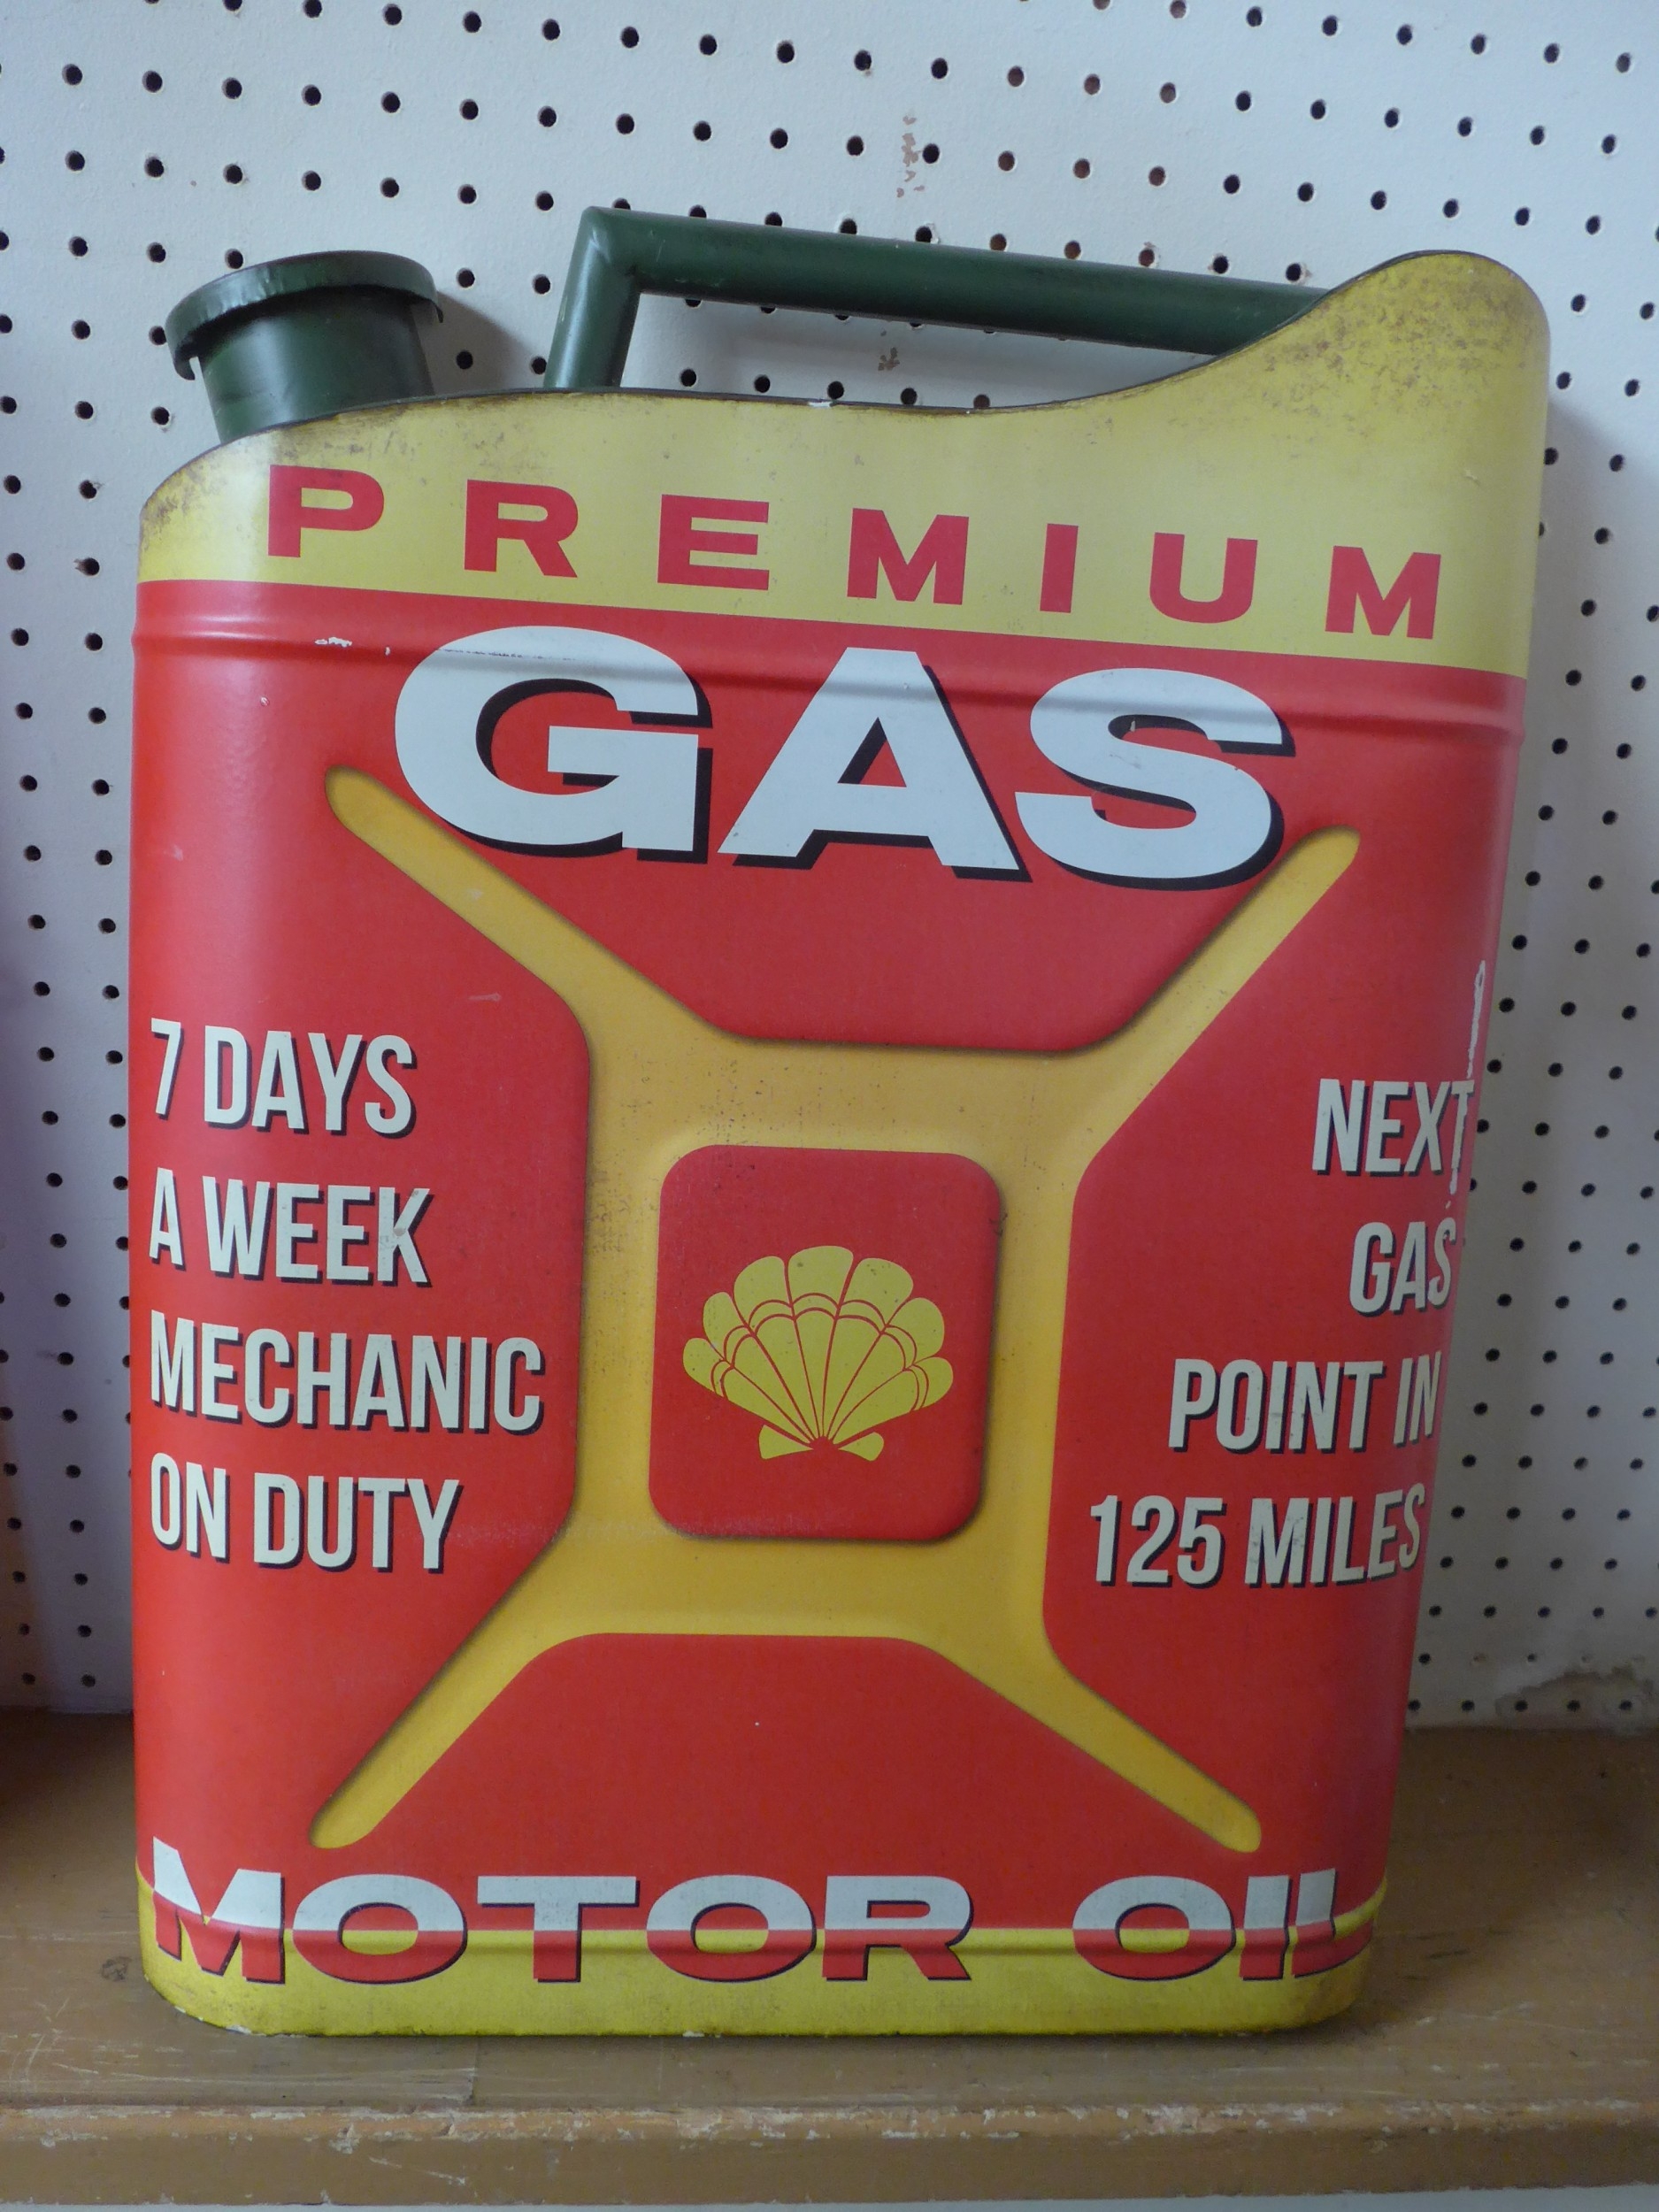 PREMIUM
GAS
7 DAYS
A WEEK
MECHANIC
ON DUTY
NEXT
GAS
POINT IN
125 MILES
MOTOR OIL